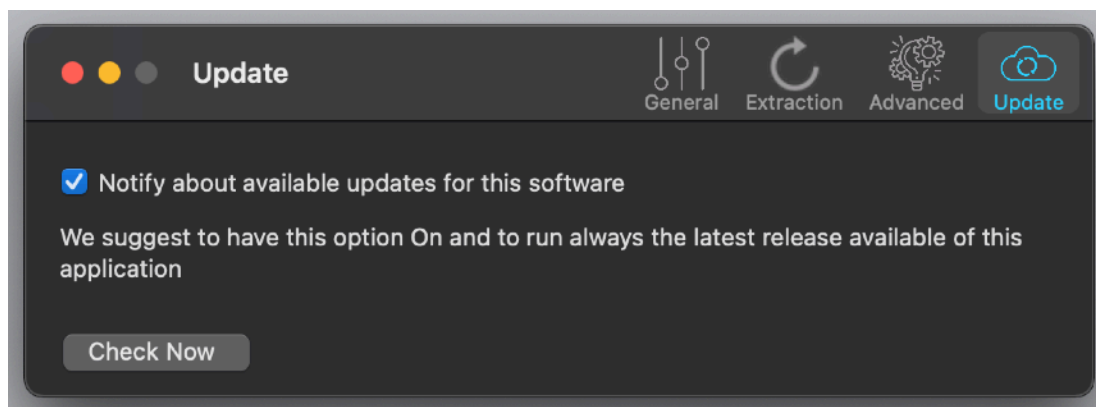 Update
General
Extraction
Advanced
Update
Notify about available updates for this software
We suggest to have this option On and to run always the latest release available of this
application
Check Now